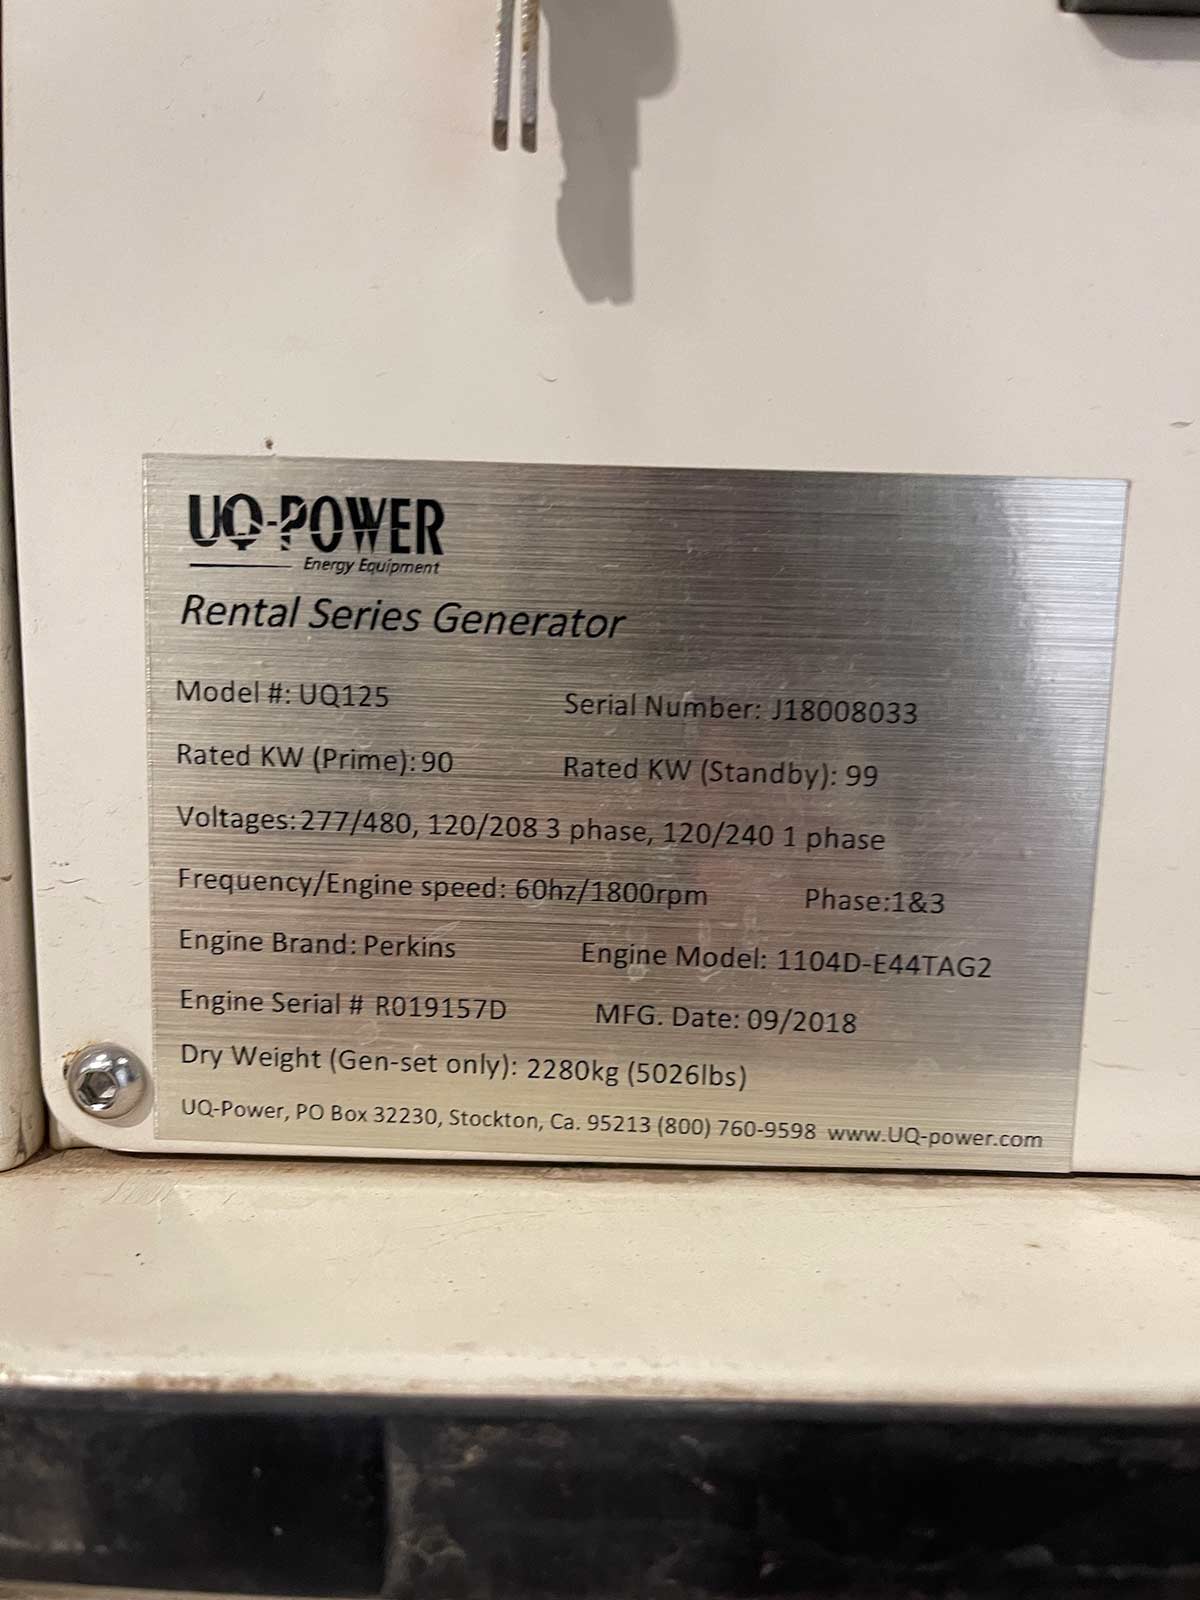 UQ-POWER
Energy Equipment
Rental Series Generator
Model #: UQ125 Serial Number: J18008033
Rated KW (Prime): 90 Rated KW (Standby): 99
Voltages: 277/480, 120/208 3 phase, 120/240 1 phase
Frequency/Engine speed: 60hz/1800rpm Phase:1&3
Engine Brand: Perkins Engine Model: 1104D-E44TAG2
Engine Serial # R019157D MFG. Date: 09/2018
Dry Weight (Gen-set only): 2280kg (5026lbs)
UQ-Power, PO Box 32230, Stockton, Ca. 95213 (800) 760-9598 www.UQ-power.com